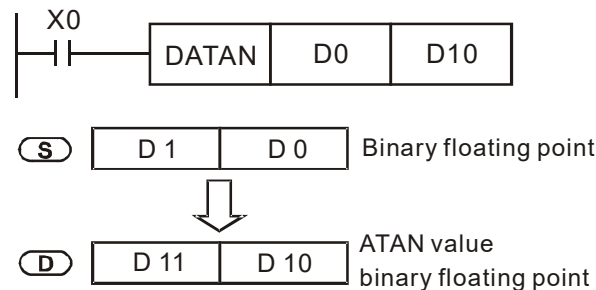 X0
DATAN D0 D10
S D 1 D 0 Binary floating point
ATAN value
D D 11 D 10
binary floating point